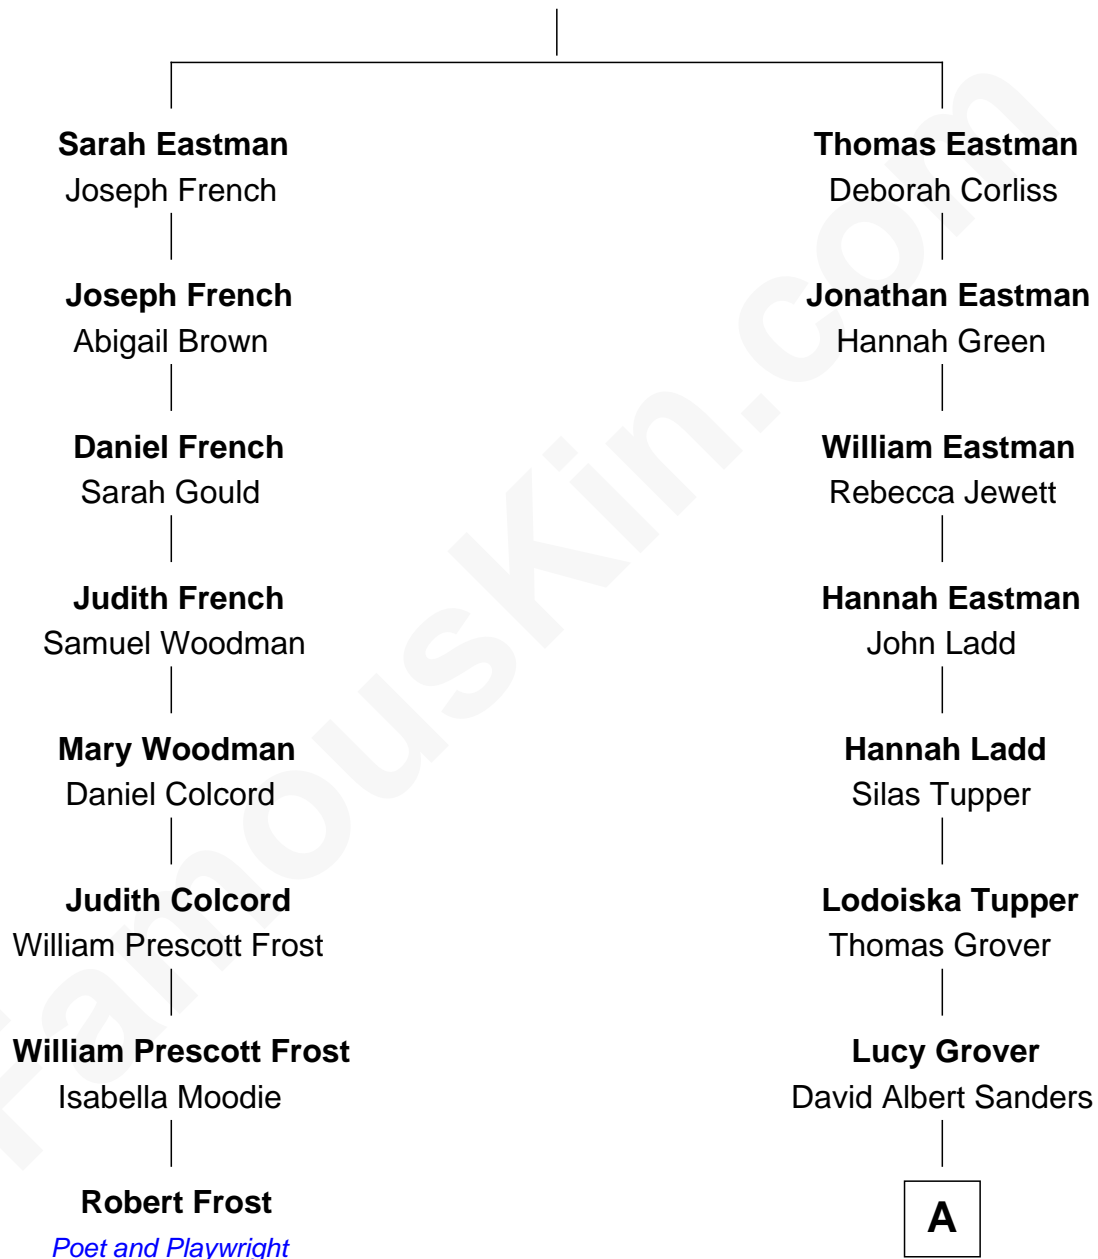 Sarah Eastman
Joseph French
Joseph French
Abigail Brown
Daniel French
Sarah Gould
Judith French
Samuel Woodman
Mary Woodman
Daniel Colcord
Judith Colcord
William Prescott Frost
William Prescott Frost
Isabella Moodie
Robert Frost
Poet and Playwright
Thomas Eastman
Deborah Corliss
Jonathan Eastman
Hannah Green
William Eastman
Rebecca Jewett
Hannah Eastman
John Ladd
Hannah Ladd
Silas Tupper
Lodoiska Tupper
Thomas Grover
Lucy Grover
David Albert Sanders
A
FamousKin.com